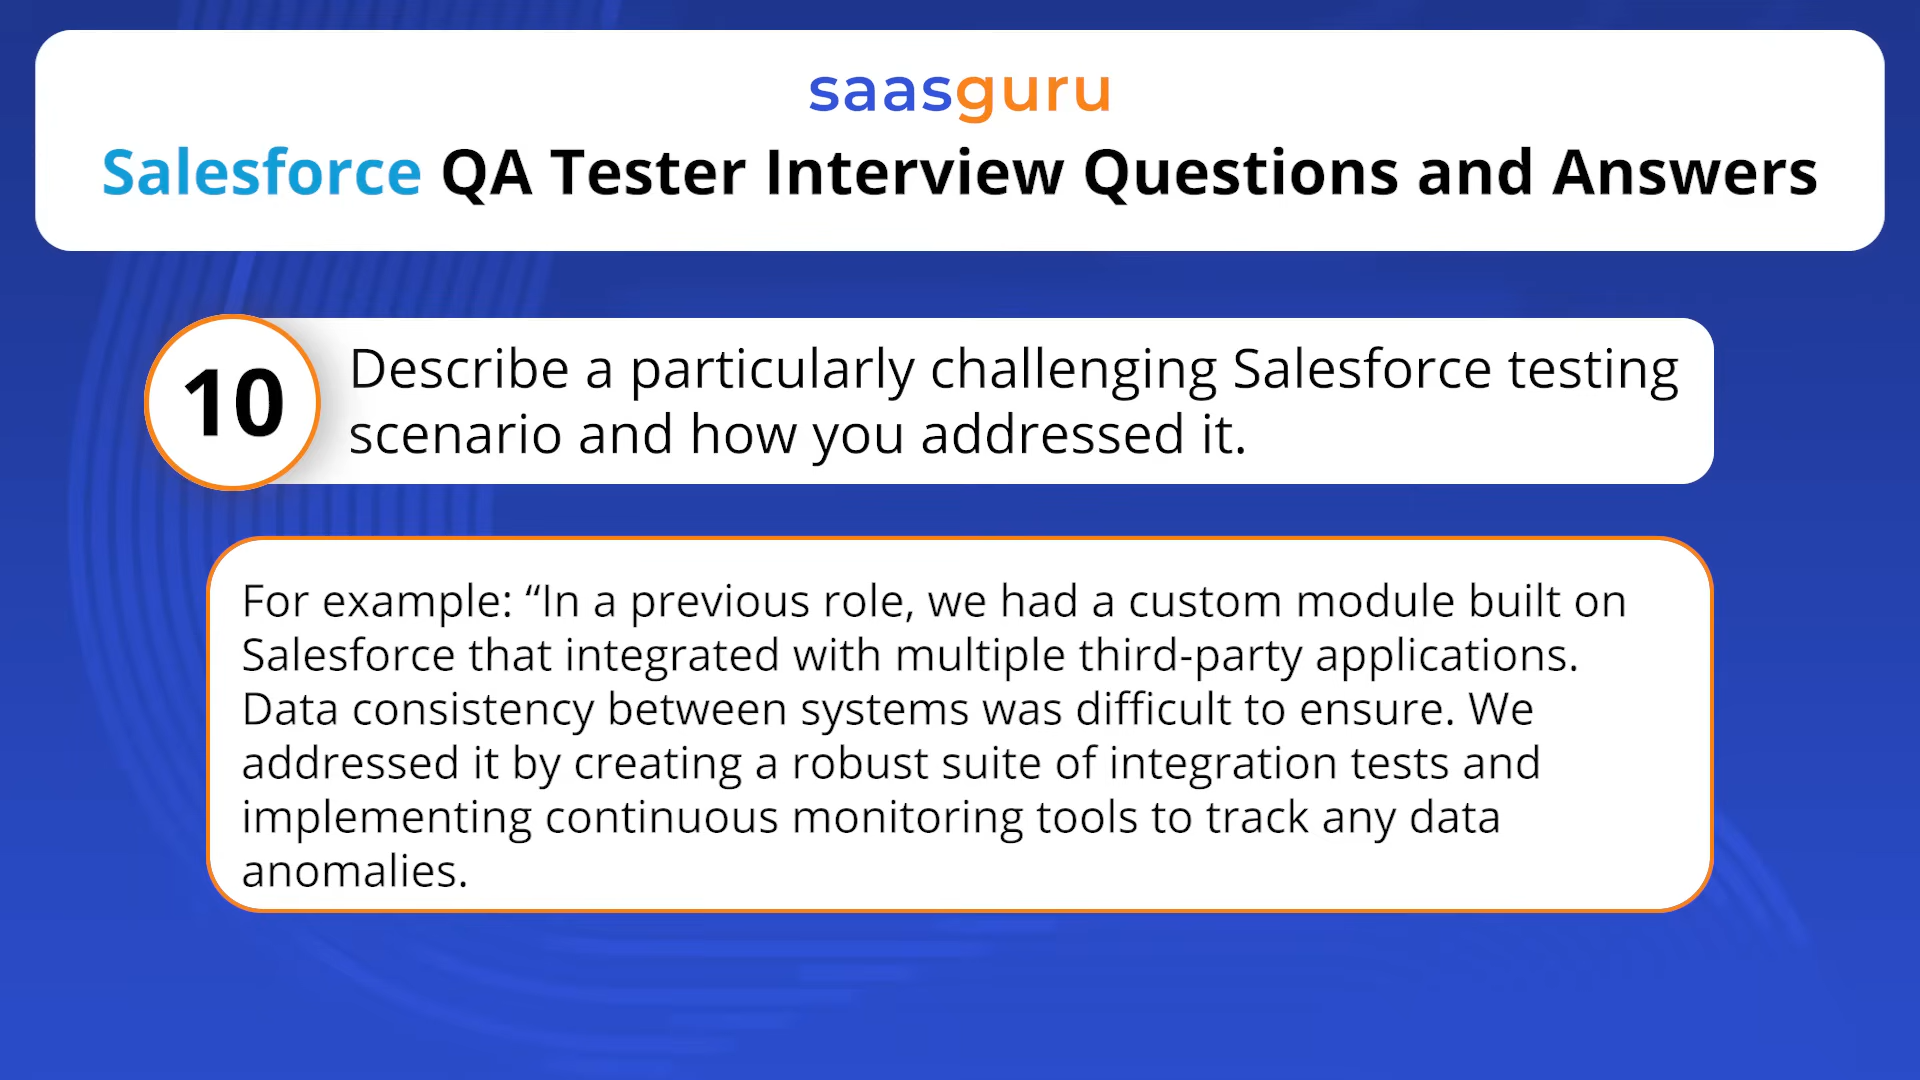 saasguru
Salesforce QA Tester Interview Questions and Answers
10
Describe a particularly challenging Salesforce testing
scenario and how you addressed it.
For example: “In a previous role, we had a custom module built on
Salesforce that integrated with multiple third-party applications.
Data consistency between systems was difficult to ensure. We
addressed it by creating a robust suite of integration tests and
implementing continuous monitoring tools to track any data
anomalies.